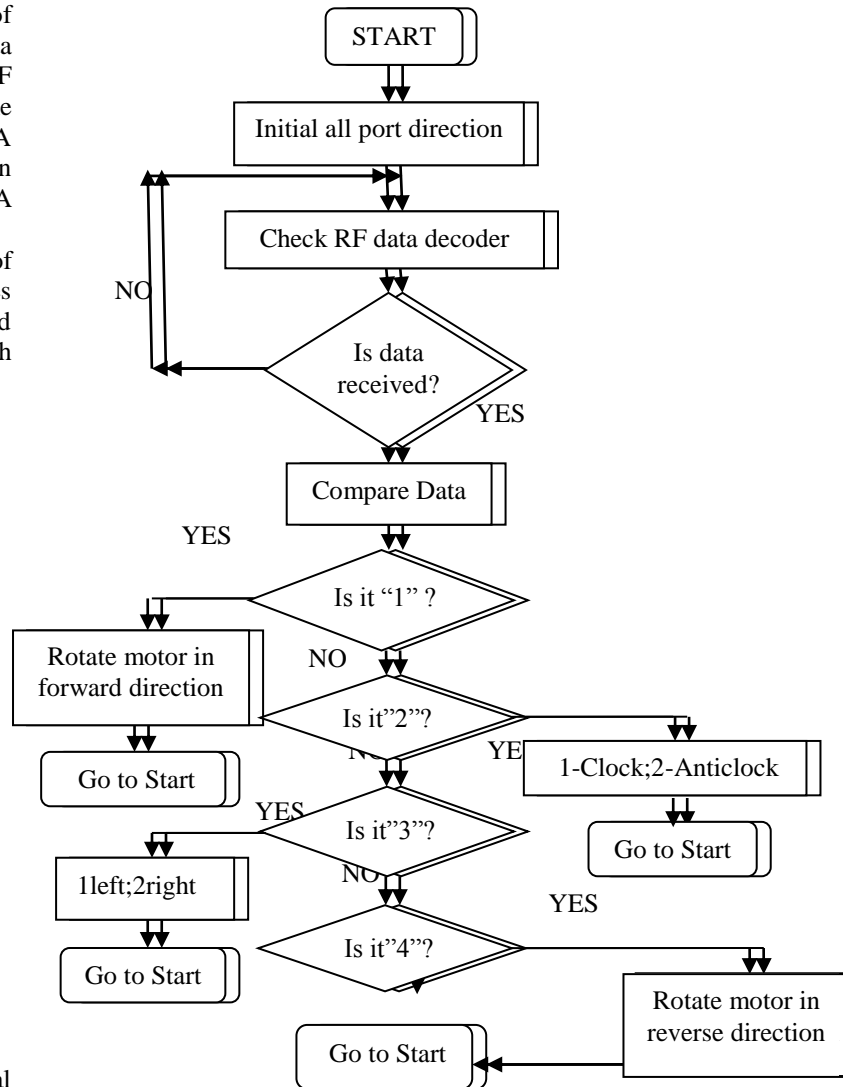 of
a
F
e
A
n
A
of
s
d
h
al
START
Initial all port direction
Check RF data decoder
NO
Is data
received?
YES
Compare Data
YES
Is it “1” ?
Rotate motor in
forward direction
NO
Go to Start
Is it”2”?
YE
1-Clock;2-Anticlock
Go to Start
YES
Is it”3”?
1left;2right
Go to Start
NO
Is it”4”?
YES
Rotate motor in
reverse direction
Go to Start